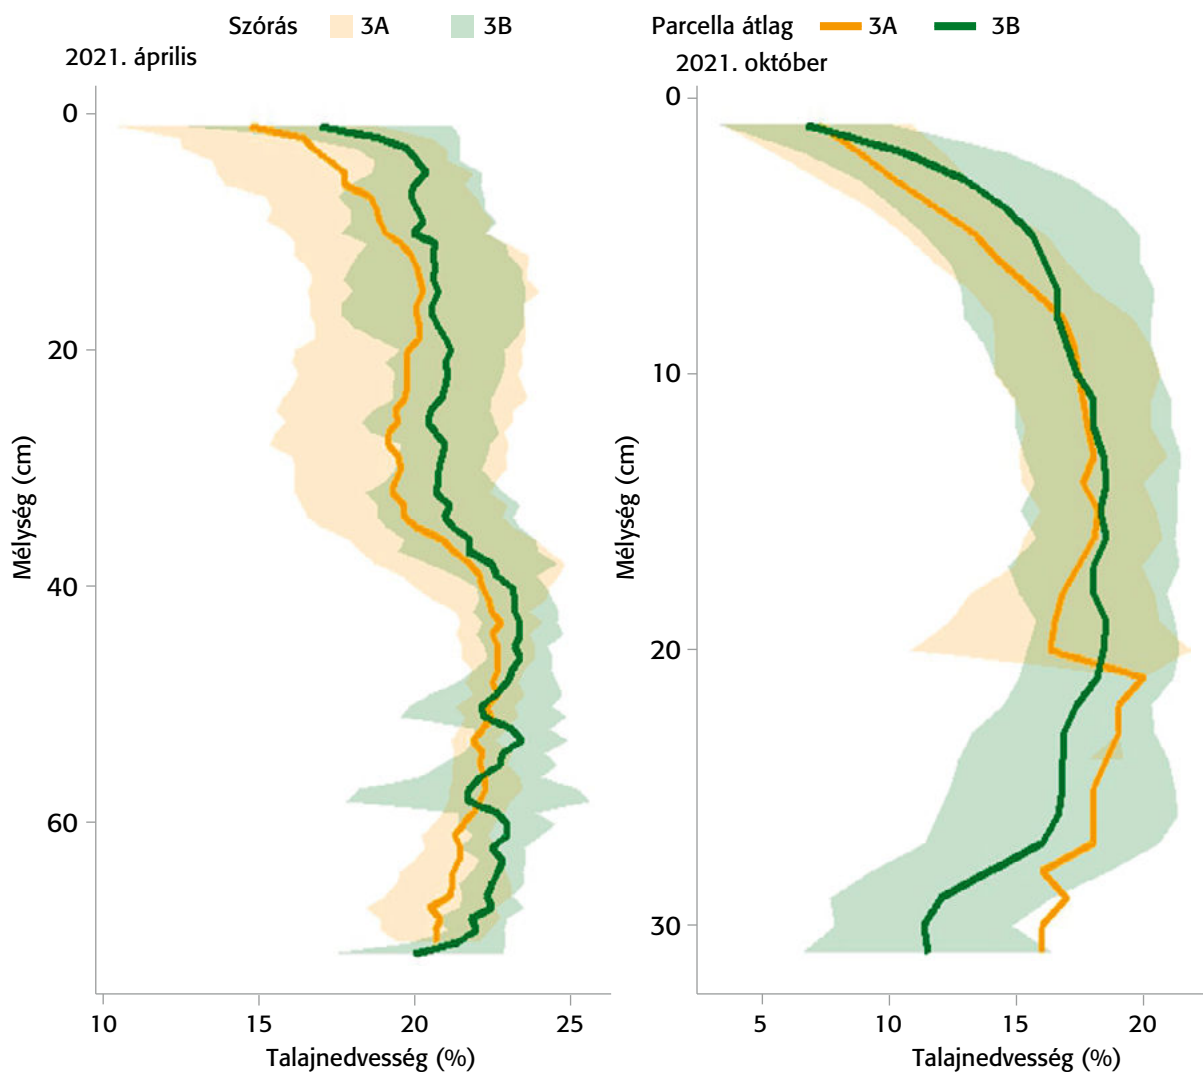 Szórás 3A 3B Parcella átlag 3A 3B
2021. április
2021. október
0
20
40
60
Mélység (cm)
10 15 20 25
Talajnedvesség (%)
0
10
20
30
Mélység (cm)
5 10 15 20
Talajnedvesség (%)